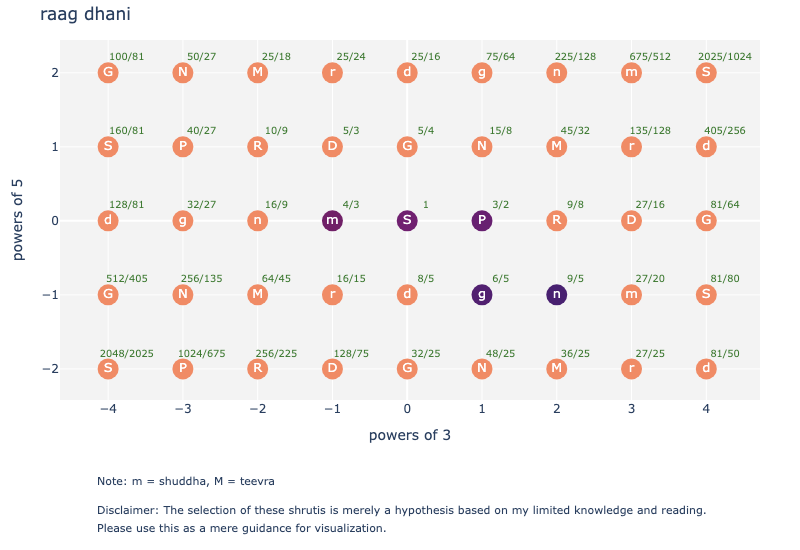 raag dhani
100/81 50/27 25/18 25/24 25/16 75/64 225/128 675/512 2025/1024
2 G N M r d g n m S
160/81 40/27 10/9 5/3 5/4 15/8 45/32 135/128 405/256
1 S P R D G N M r d
128/81 32/27 16/9 4/3 1 3/2 9/8 27/16 81/64
0 d g n m S P R D G
512/405 256/135 64/45 16/15 8/5 6/5 9/5 27/20 81/80
−1 G N M r d g n m S
2048/2025 1024/675 256/225 128/75 32/25 48/25 36/25 27/25 81/50
−2 S P R D G N M r d
−4 −3 −2 −1 0 1 2 3 4
powers of 3
powers of 5
Note: m = shuddha, M = teevra
Disclaimer: The selection of these shrutis is merely a hypothesis based on my limited knowledge and reading.
Please use this as a mere guidance for visualization.